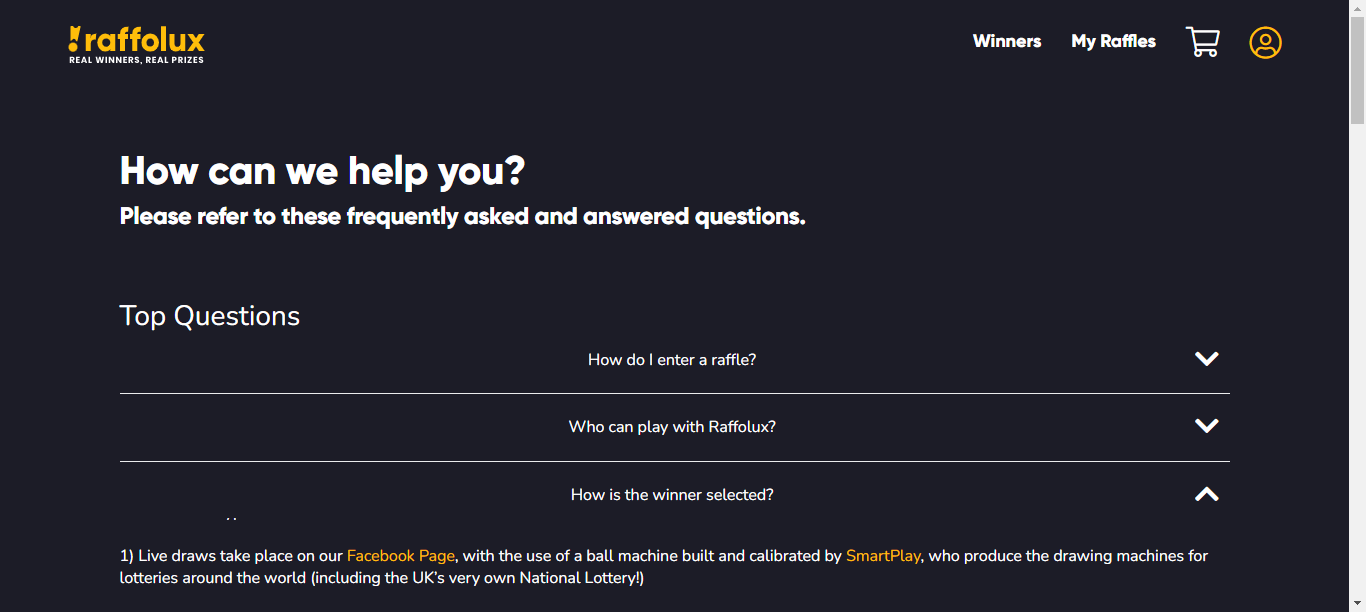 raffolux
REAL WINNERS, REAL PRIZES
Winners
My Raffles
How can we help you?
Please refer to these frequently asked and answered questions.
Top Questions
How do I enter a raffle?
Who can play with Raffolux?
How is the winner selected?
1) Live draws take place on our Facebook Page, with the use of a ball machine built and calibrated by SmartPlay, who produce the drawing machines for
lotteries around the world (including the UK’s very own National Lottery!)